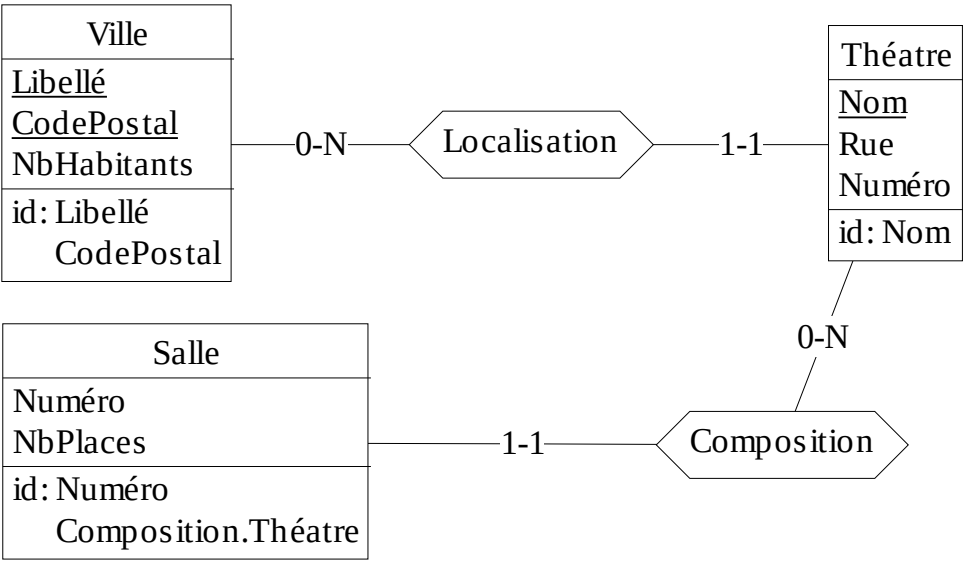 Ville
Libellé
CodePostal
NbHabitants
id: Libellé
CodePostal
0-N
Localisation
1-1
Théatre
Nom
Rue
Numéro
id: Nom
0-N
Salle
Numéro
NbPlaces
id: Numéro
Composition.Théatre
1-1
Composition